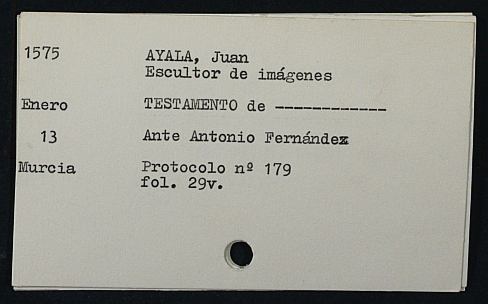 1575 AYALA, Juan
Escultor de imágenes
Enero TESTAMENTO de ------------
13 Ante Antonio Fernández
Murcia Protocolo nº 179
fol. 29v.